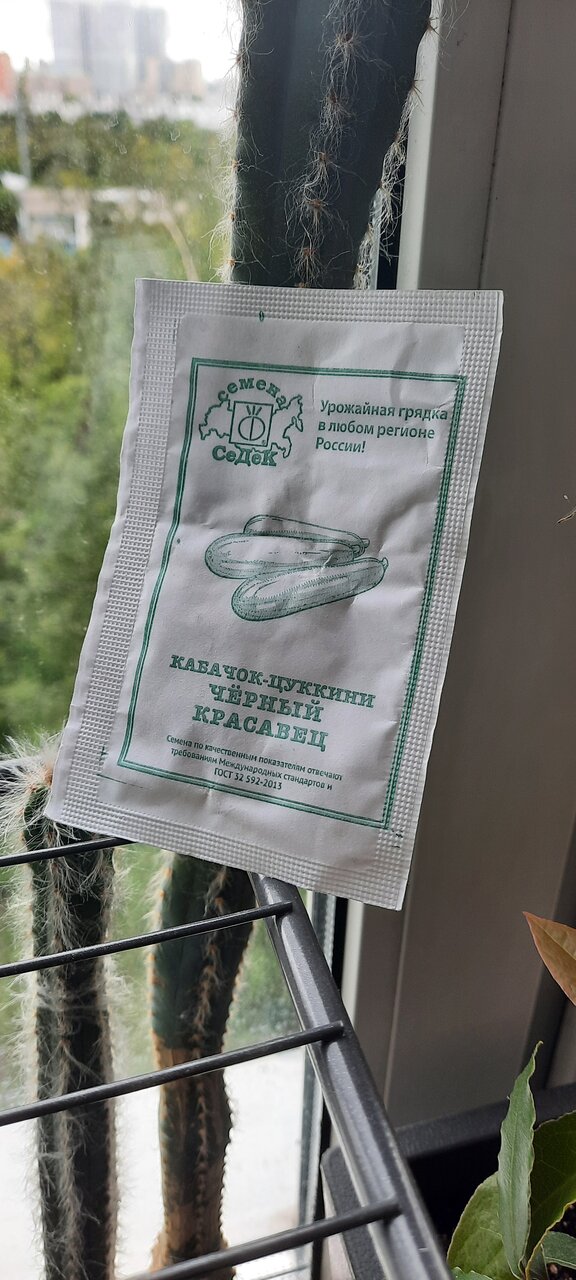 семена
СеДеК
Урожайная грядка
в любом регионе
России!
КАБАЧОК-ЦУККИНИ
ЧЁРНЫЙ
КРАСАВЕЦ
Семена по качественным показателям отвечают
требованиям Международных стандартов и
ГОСТ 32 592-2013